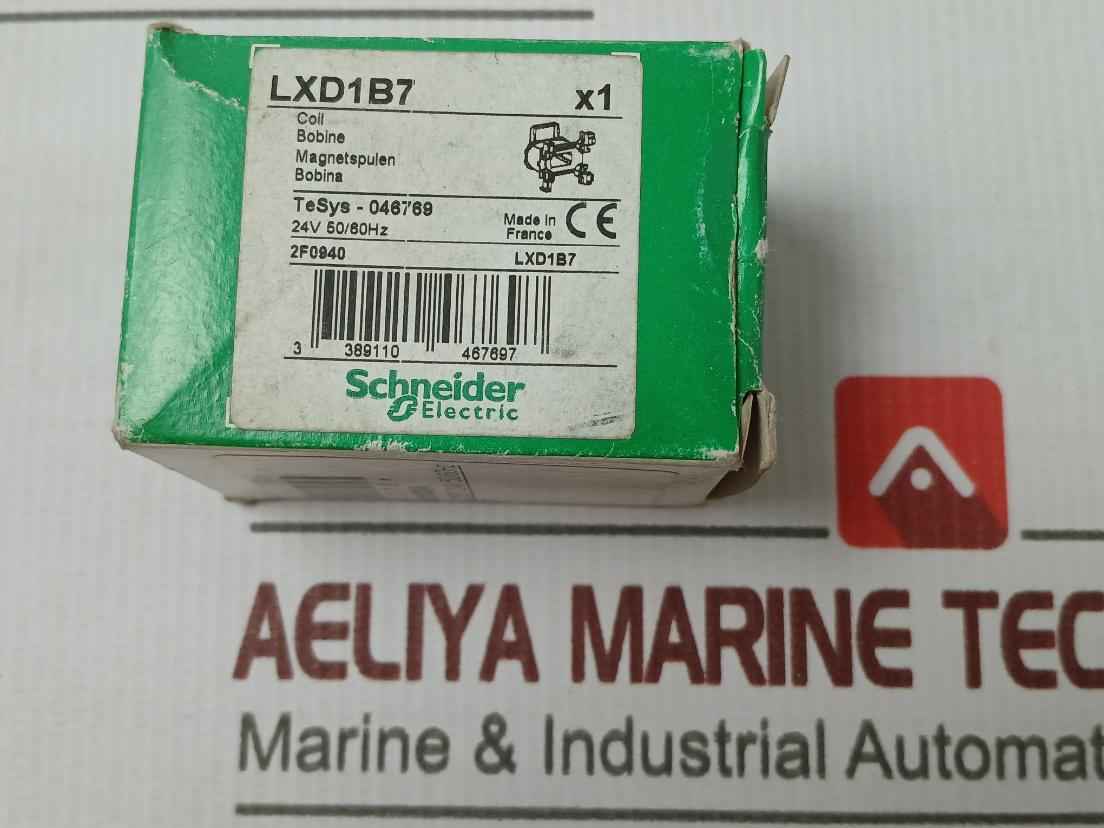 LXD1B7 x1
Coil
Bobine
Magnetspulen
Bobina
TeSys - 046769
24V 50/60Hz
Made in
France
CE
2F0940 LXD1B7
3 389110 467697
Schneider
Electric
AELIYA MARINE TEC
Marine & Industrial Automat